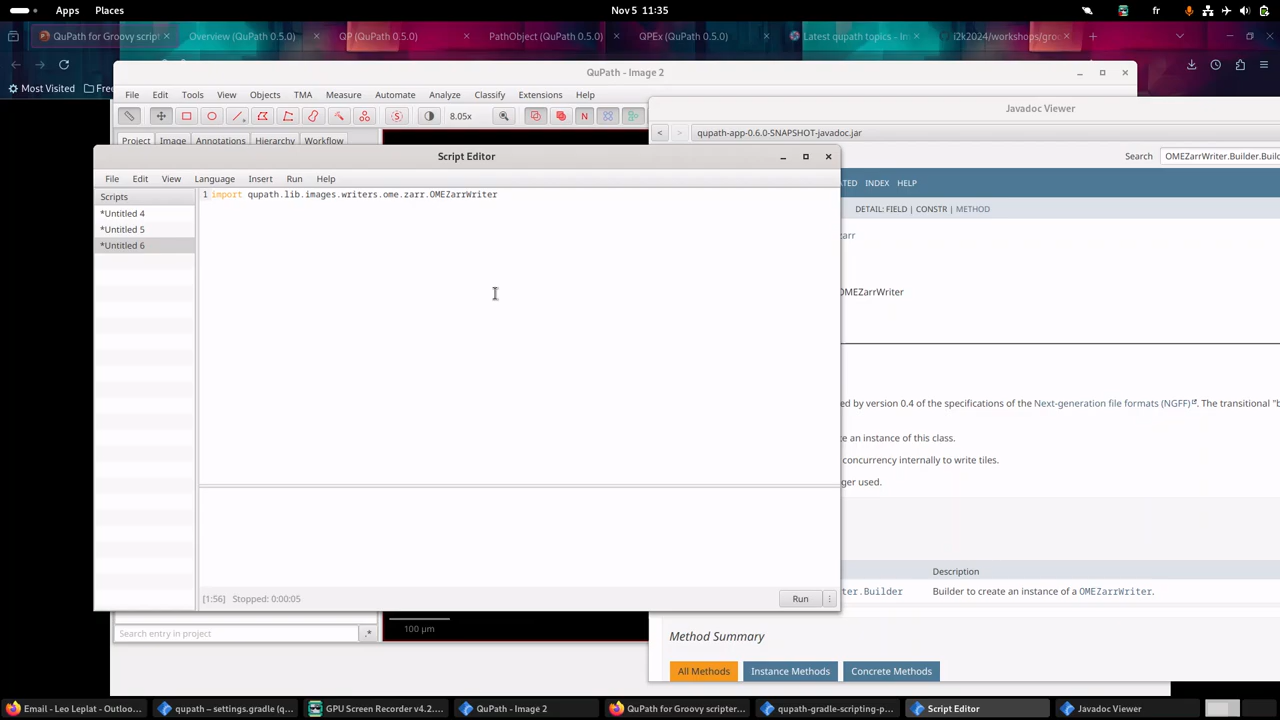 Apps Places
Nov 5 11:35
fr
QuPath for Groovy script
Overview (QuPath 0.5.0)
QP (QuPath 0.5.0)
PathObject (QuPath 0.5.0)
QPEx (QuPath 0.5.0)
Latest qupath topics - In
i2k2024/workshops/groo
Most Visited
QuPath - Image 2
File Edit Tools View Objects TMA Measure Automate Analyze Classify Extensions Help
S
N
8.05x
Javadoc Viewer
Project Image Annotations Hierarchy Workflow
< > qupath-app-0.6.0-SNAPSHOT-javadoc.jar
Search OMEZarrWriter.Builder.Buil
Script Editor
File Edit View Language Insert Run Help
ATED INDEX HELP
Scripts
*Untitled 4
*Untitled 5
*Untitled 6
1 import qupath.lib.images.writers.ome.zarr.OMEZarrWriter
DETAIL: FIELD | CONSTR | METHOD
arr
OMEZarrWriter
ed by version 0.4 of the specifications of the Next-generation file formats (NGFF). The transitional "b
e an instance of this class.
concurrency internally to write tiles.
ger used.
Description
ter.Builder Builder to create an instance of a OMEZarrWriter.
[1:56] Stopped: 0:00:05
Run
100 µm
Search entry in project
.*
Method Summary
All Methods Instance Methods Concrete Methods
Email - Leo Leplat - Outloo...
qupath – settings.gradle (q...
GPU Screen Recorder v4.2....
QuPath - Image 2
QuPath for Groovy scripter...
qupath-gradle-scripting-p...
Script Editor
Javadoc Viewer